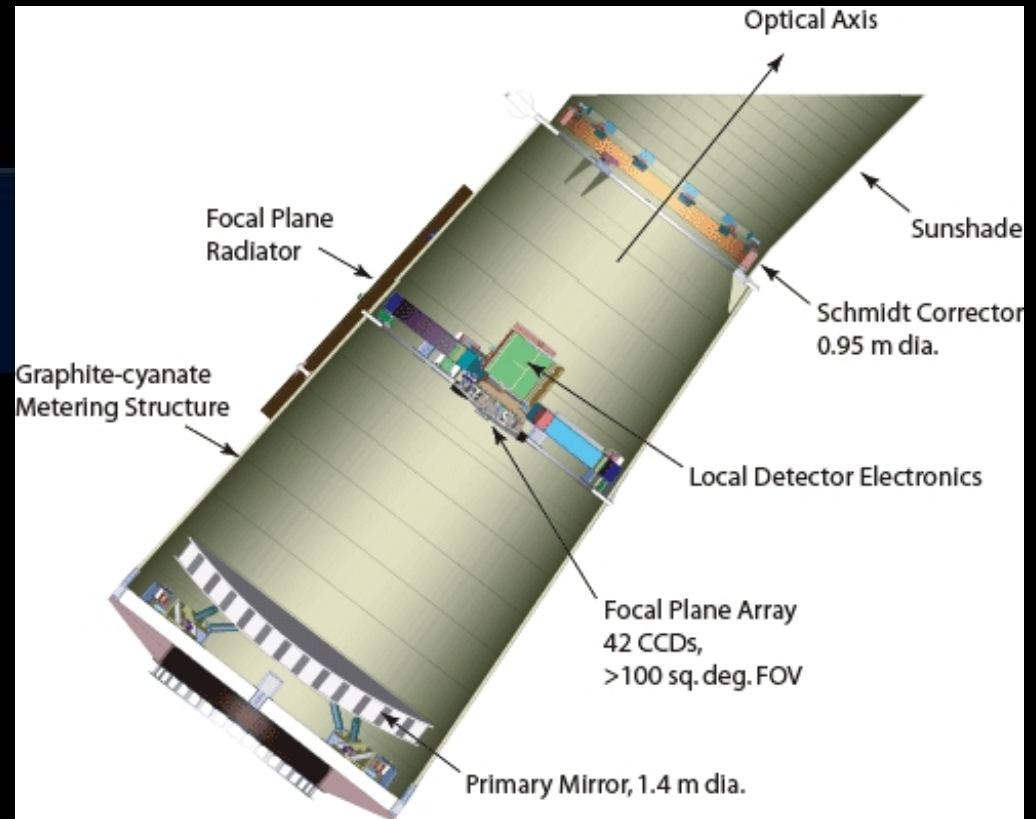 Optical Axis
Focal Plane
Radiator
Sunshade
Schmidt Corrector
0.95 m dia.
Graphite-cyanate
Metering Structure
Local Detector Electronics
Focal Plane Array
42 CCDs,
>100 sq. deg. FOV
Primary Mirror, 1.4 m dia.